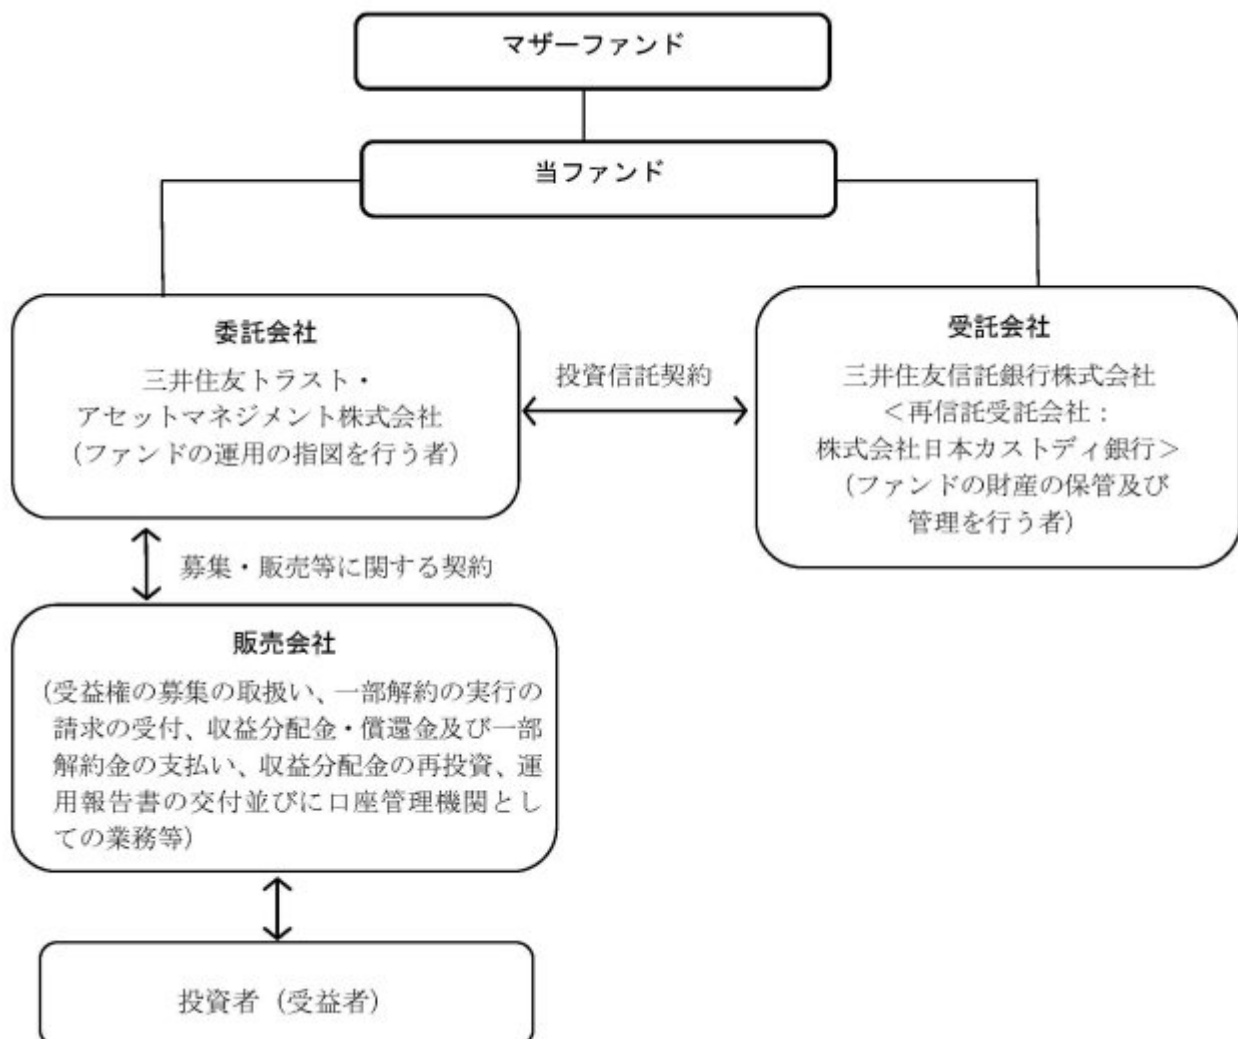 マザーファンド
当ファンド
委託会社
三井住友トラスト・
アセットマネジメント株式会社
(ファンドの運用の指図を行う者)
投資信託契約
受託会社
三井住友信託銀行株式会社
<再信託受託会社:
株式会社日本カストディ銀行>
(ファンドの財産の保管及び
管理を行う者)
募集・販売等に関する契約
販売会社
(受益権の募集の取扱い、一部解約の実行の
請求の受付、収益分配金・償還金及び一部
解約金の支払い、収益分配金の再投資、運
用報告書の交付並びに口座管理機関とし
ての業務等)
投資者(受益者)